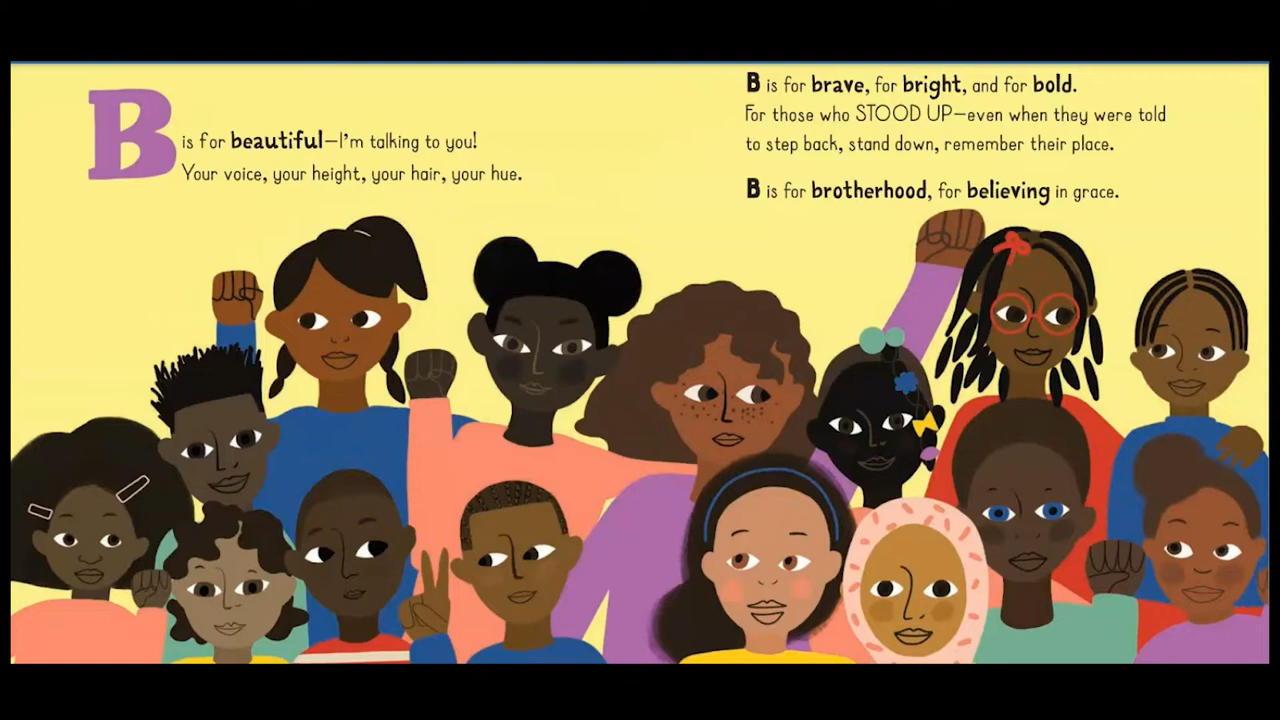 B is for beautiful—I'm talking to you!
Your voice, your height, your hair, your hue.
B is for brave, for bright, and for bold.
For those who STOOD UP—even when they were told
to step back, stand down, remember their place.
B is for brotherhood, for believing in grace.